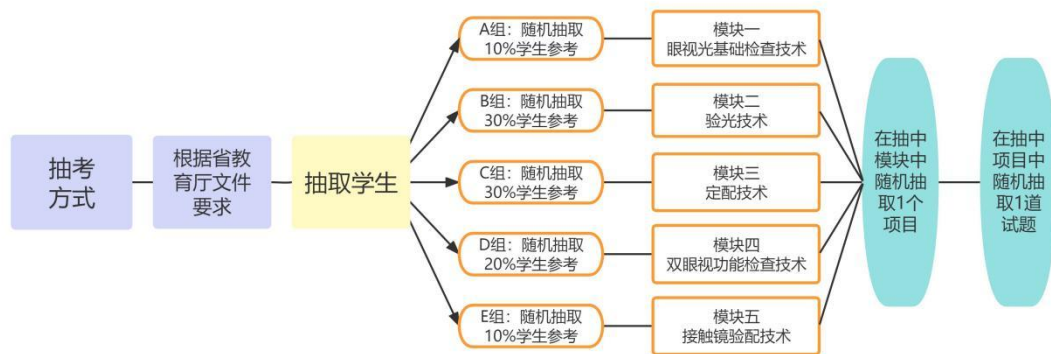 抽考
方式
根据省教
育厅文件
要求
抽取学生
A组：随机抽取
10%学生参考
B组：随机抽取
30%学生参考
C组：随机抽取
30%学生参考
D组：随机抽取
20%学生参考
E组：随机抽取
10%学生参考
模块一
眼视光基础检查技术
模块二
验光技术
模块三
定配技术
模块四
双眼视功能检查技术
模块五
接触镜验配技术
在抽中
模块中
随机抽
取1个
项目
在抽中
项目中
随机抽
取1道
试题